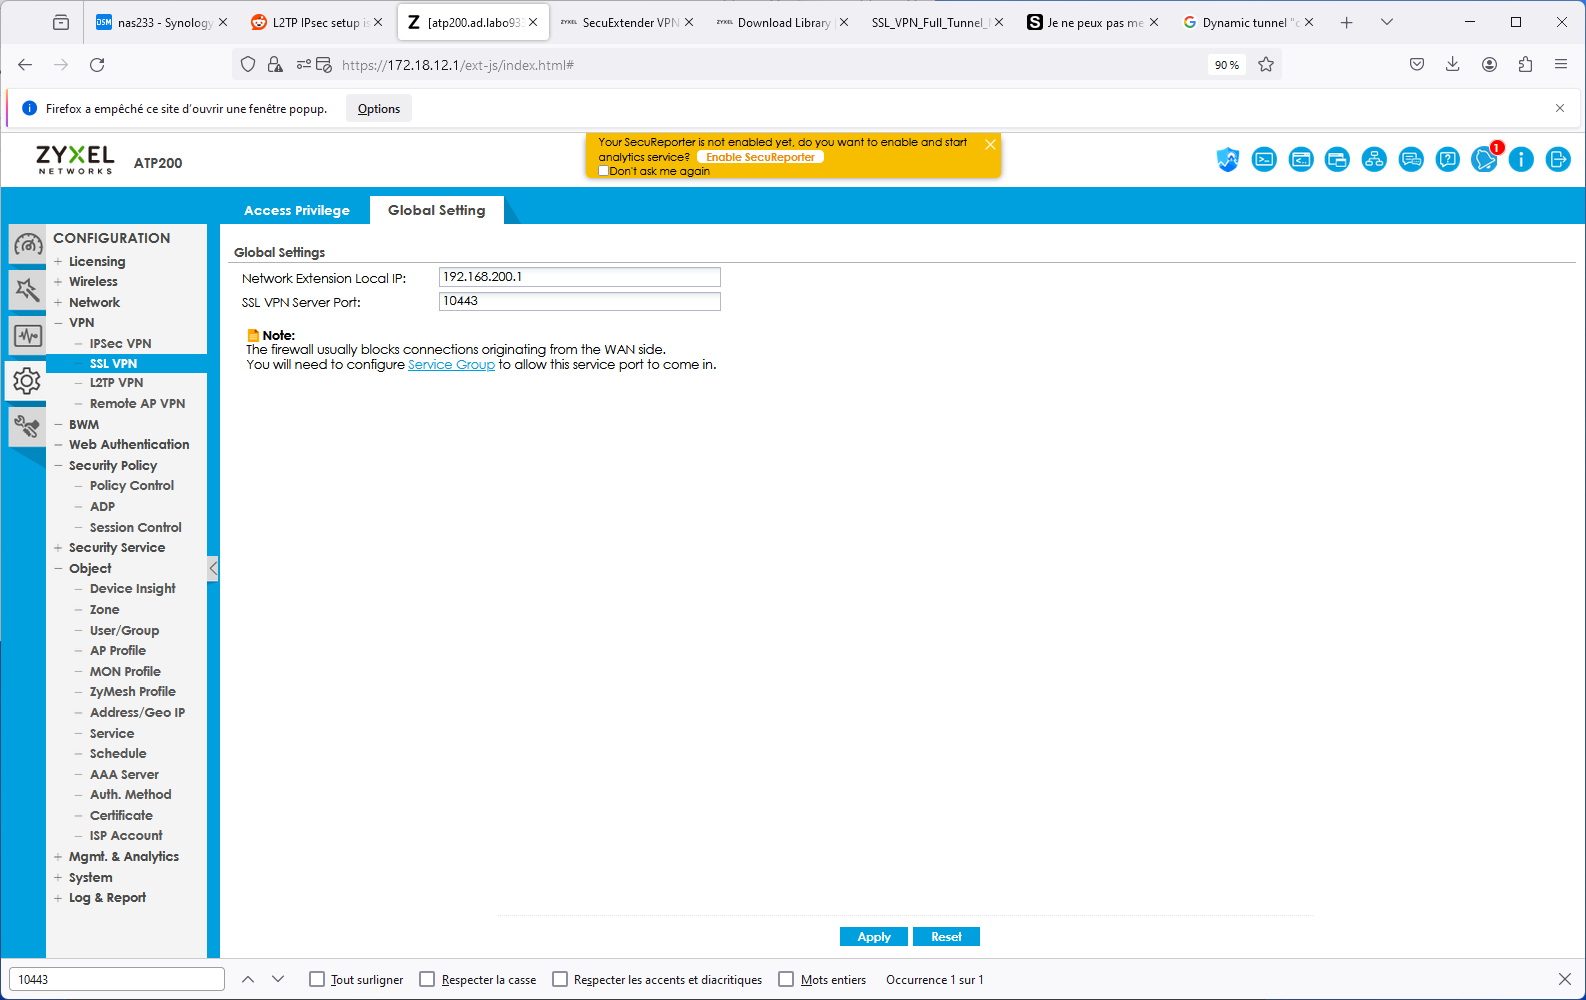 nas233 - Synology
L2TP IPsec setup is
[atp200.ad.labo933
ZYXEL SecuExtender VPN
ZYXEL Download Library |
SSL_VPN_Full_Tunnel_
Je ne peux pas me
Dynamic tunnel "c
https://172.18.12.1/ext-js/index.html#
90 %
Firefox a empêché ce site d'ouvrir une fenêtre popup.
Options
ZYXEL
NETWORKS
ATP200
Your SecuReporter is not enabled yet, do you want to enable and start
analytics service? Enable SecuReporter
Don't ask me again
1
Access Privilege
Global Setting
CONFIGURATION
Licensing
Wireless
Network
VPN
IPSec VPN
SSL VPN
L2TP VPN
Remote AP VPN
BWM
Web Authentication
Security Policy
Policy Control
ADP
Session Control
Security Service
Object
Device Insight
Zone
User/Group
AP Profile
MON Profile
ZyMesh Profile
Address/Geo IP
Service
Schedule
AAA Server
Auth. Method
Certificate
ISP Account
Mgmt. & Analytics
System
Log & Report
Global Settings
Network Extension Local IP: 192.168.200.1
SSL VPN Server Port: 10443
Note:
The firewall usually blocks connections originating from the WAN side.
You will need to configure Service Group to allow this service port to come in.
Apply
Reset
10443
Tout surligner
Respecter la casse
Respecter les accents et diacritiques
Mots entiers
Occurrence 1 sur 1